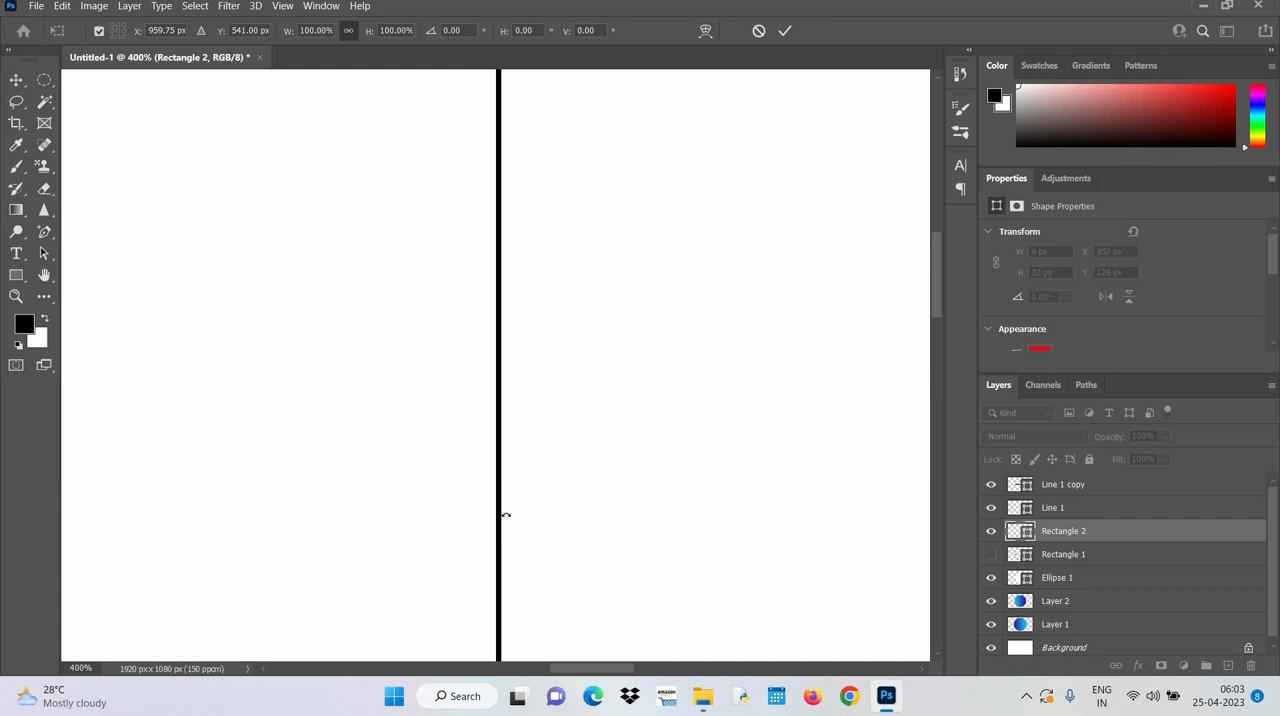 Ps File Edit Image Layer Type Select Filter 3D View Window Help
X: 959.75 px Y: 541.00 px W: 100.00% H: 100.00% 0.00 ° H: 0.00 ° V: 0.00 °
Untitled-1 @ 400% (Rectangle 2, RGB/8) * ×
Color Swatches Gradients Patterns
Properties Adjustments
Shape Properties
Transform
W 6 px X 957 px
H 32 px Y 126 px
0.00°
Appearance
Layers Channels Paths
Kind
Normal Opacity: 100%
Lock: Fill: 100%
Line 1 copy
Line 1
Rectangle 2
Rectangle 1
Ellipse 1
Layer 2
Layer 1
Background
400% 1920 px x 1080 px (150 ppcm)
28°C
Mostly cloudy
Search
amazon
Ps
ENG
IN
06:03
25-04-2023
8